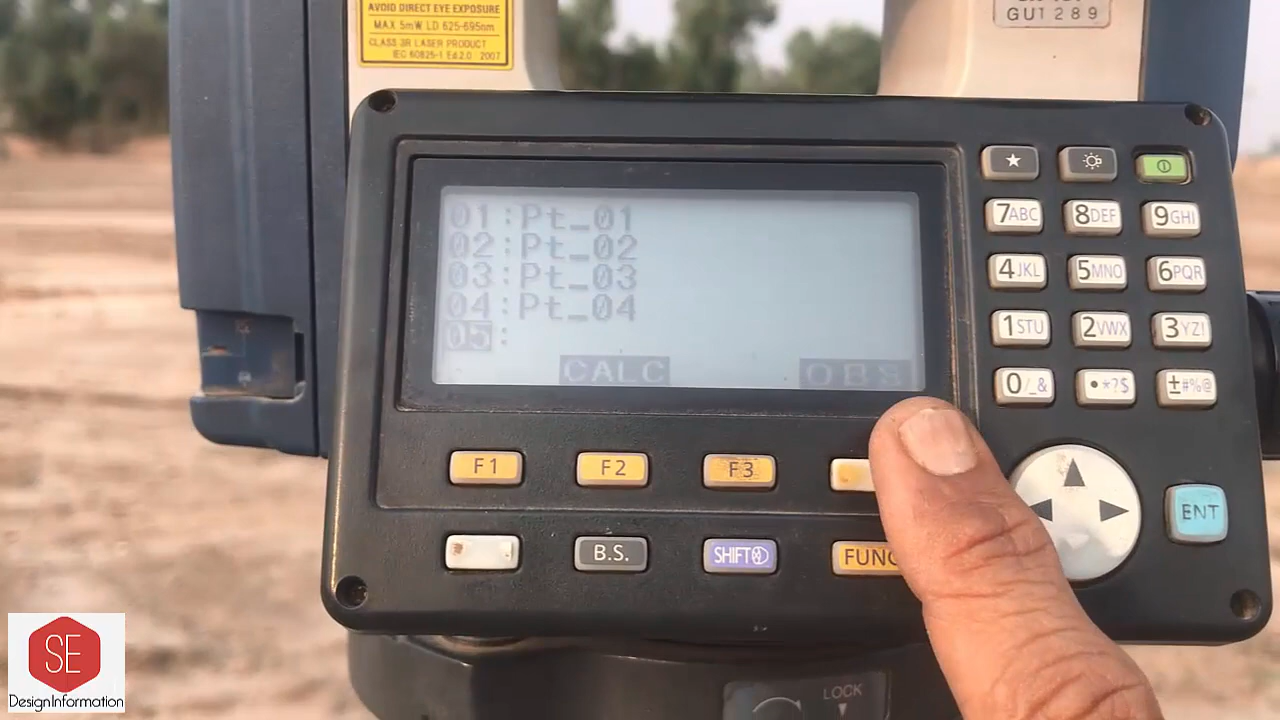 AVOID DIRECT EYE EXPOSURE
MAX 5mW LD 625-695nm
CLASS 3R LASER PRODUCT
IEC 60825-1 Ed.2.0 2007
GU1289
01:Pt_01
02:Pt_02
03:Pt_03
04:Pt_04
05:
CALC OBS
7ABC 8DEF 9GHI
4JKL 5MNO 6PQR
1STU 2VWX 3YZ!
0/_& •*?$ ±#%@
F1 F2 F3
B.S. SHIFT FUNC
ENT
LOCK
SE
DesignInformation